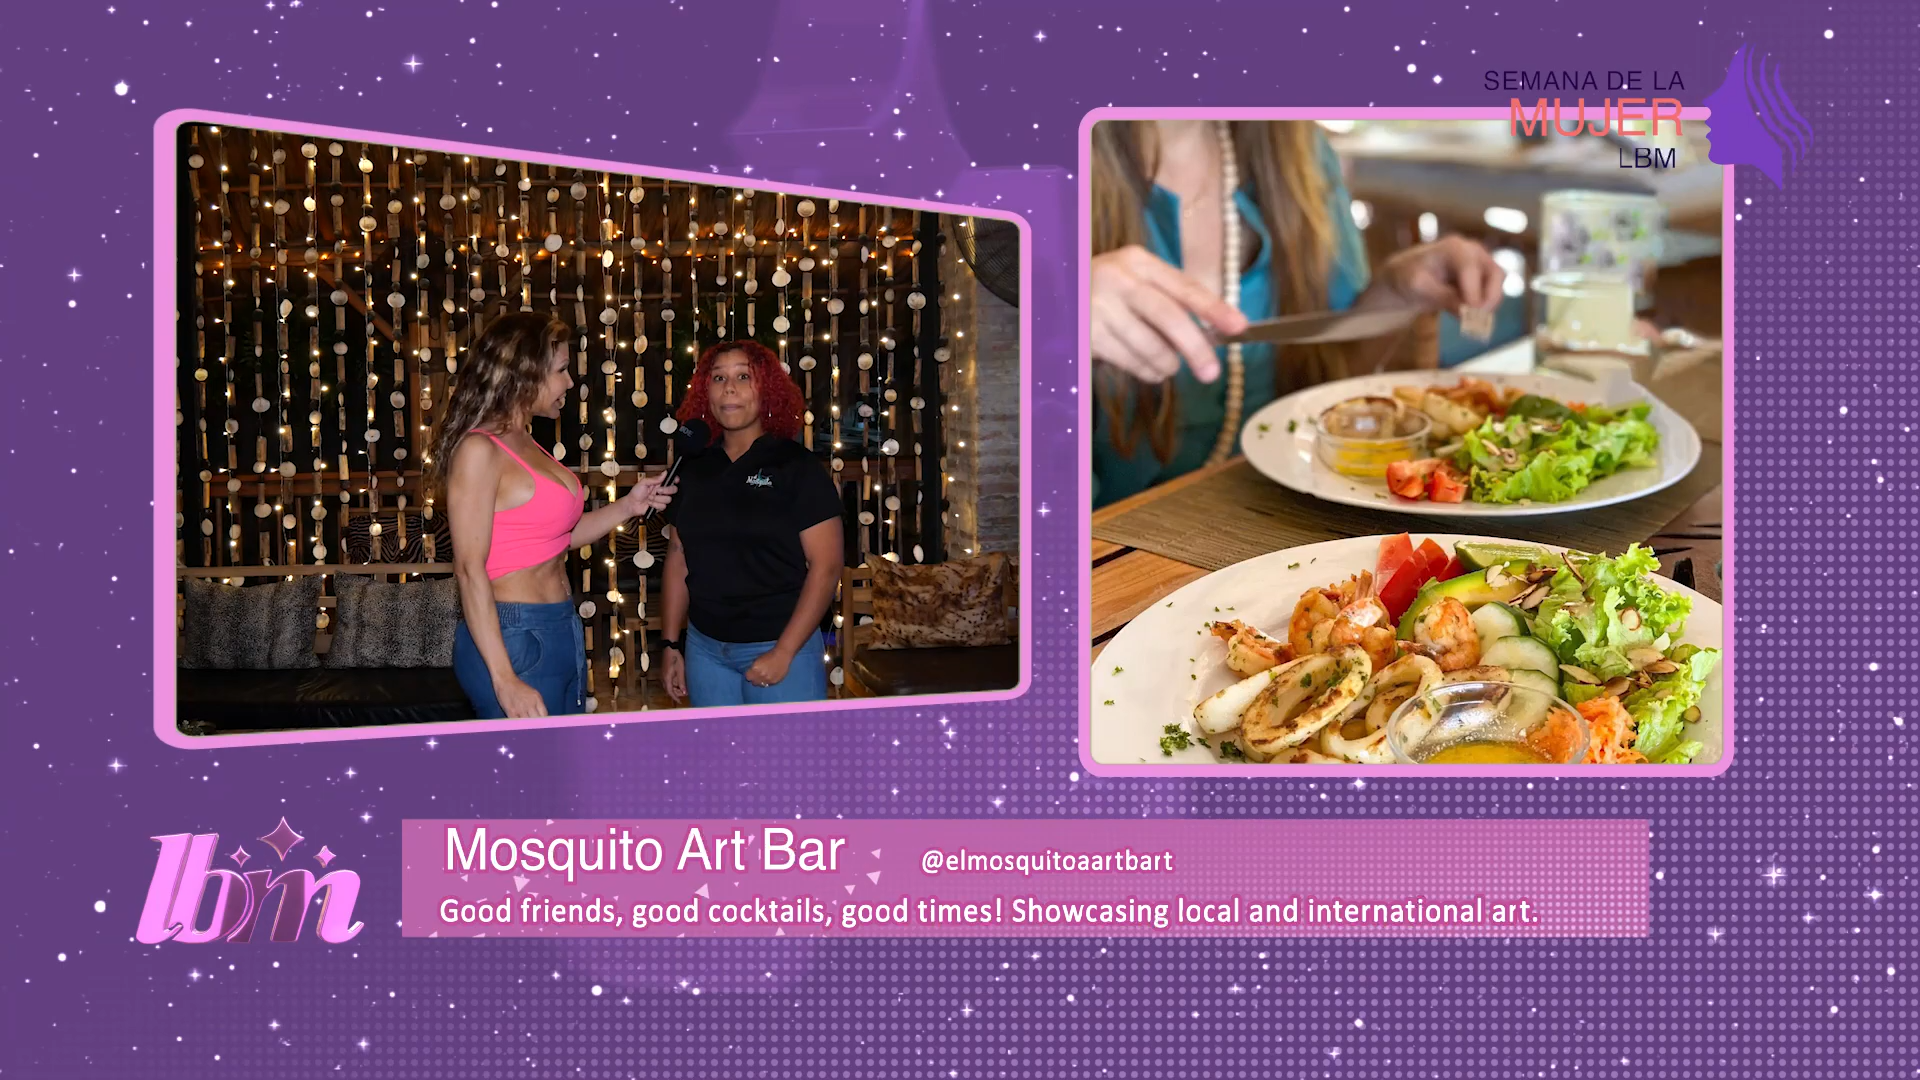 SEMANA DE LA
MUJER
LBM
lbm
Mosquito Art Bar
@elmosquitoaartbart
Good friends, good cocktails, good times! Showcasing local and international art.